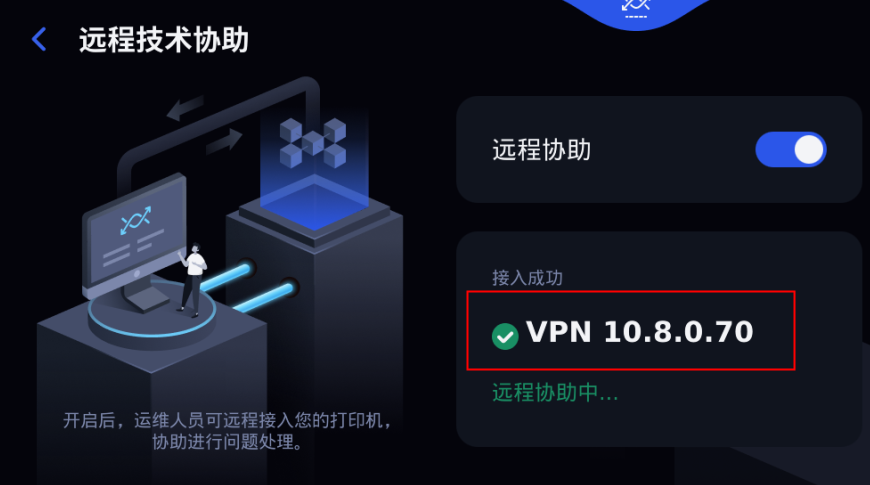 远程技术协助
远程协助
接入成功
VPN 10.8.0.70
远程协助中...
开启后，运维人员可远程接入您的打印机，
协助进行问题处理。